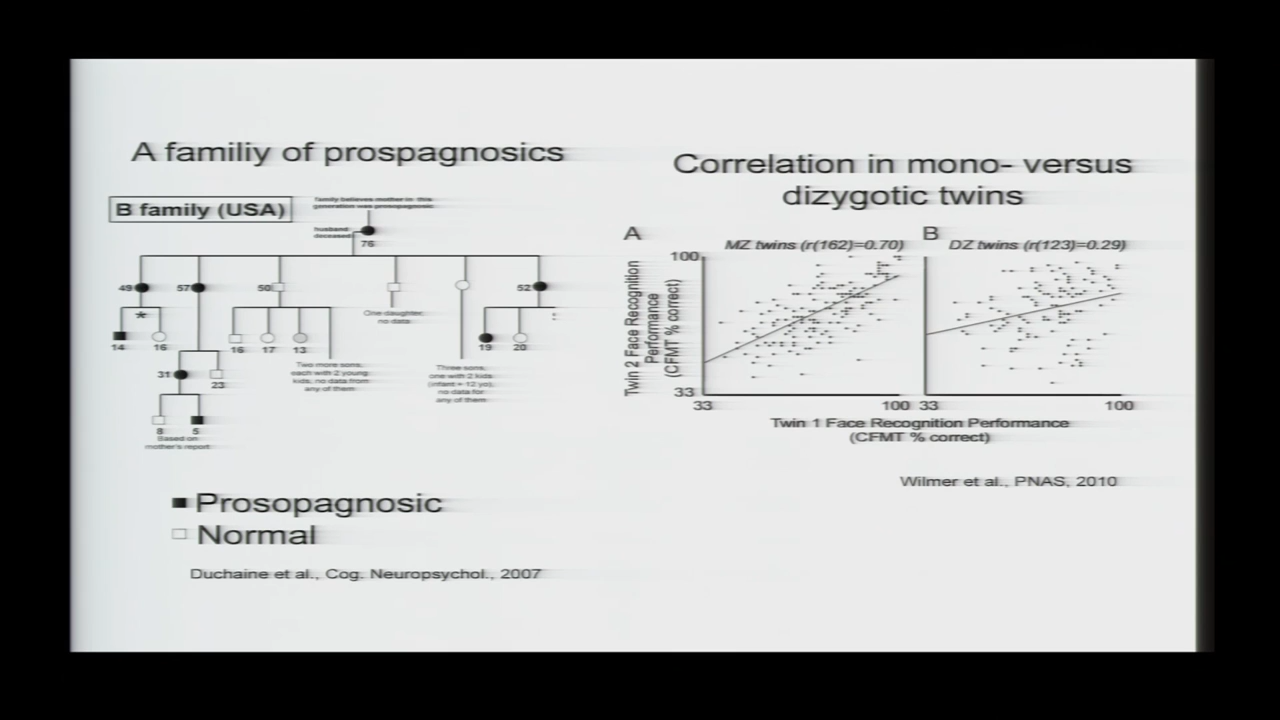 A familiy of prospagnosics
B family (USA)
family believes mother in this
generation was prosopagnosic
husband
deceased
76
49
57
50
52
*
14
16
16
17
13
One daughter,
no data
19
20
Two more sons,
each with 2 young
kids, no data from
any of them
Three sons,
one with 2 kids
(infant + 12 yo),
no data for
any of them
31
23
8
5
Based on
mother's report
Prosopagnosic
Normal
Duchaine et al., Cog. Neuropsychol., 2007
Correlation in mono- versus
dizygotic twins
A
MZ twins (r(162)=0.70)
B
DZ twins (r(123)=0.29)
Twin 2 Face Recognition
Performance
(CFMT % correct)
100
33
33
100
33
100
Twin 1 Face Recognition Performance
(CFMT % correct)
Wilmer et al., PNAS, 2010